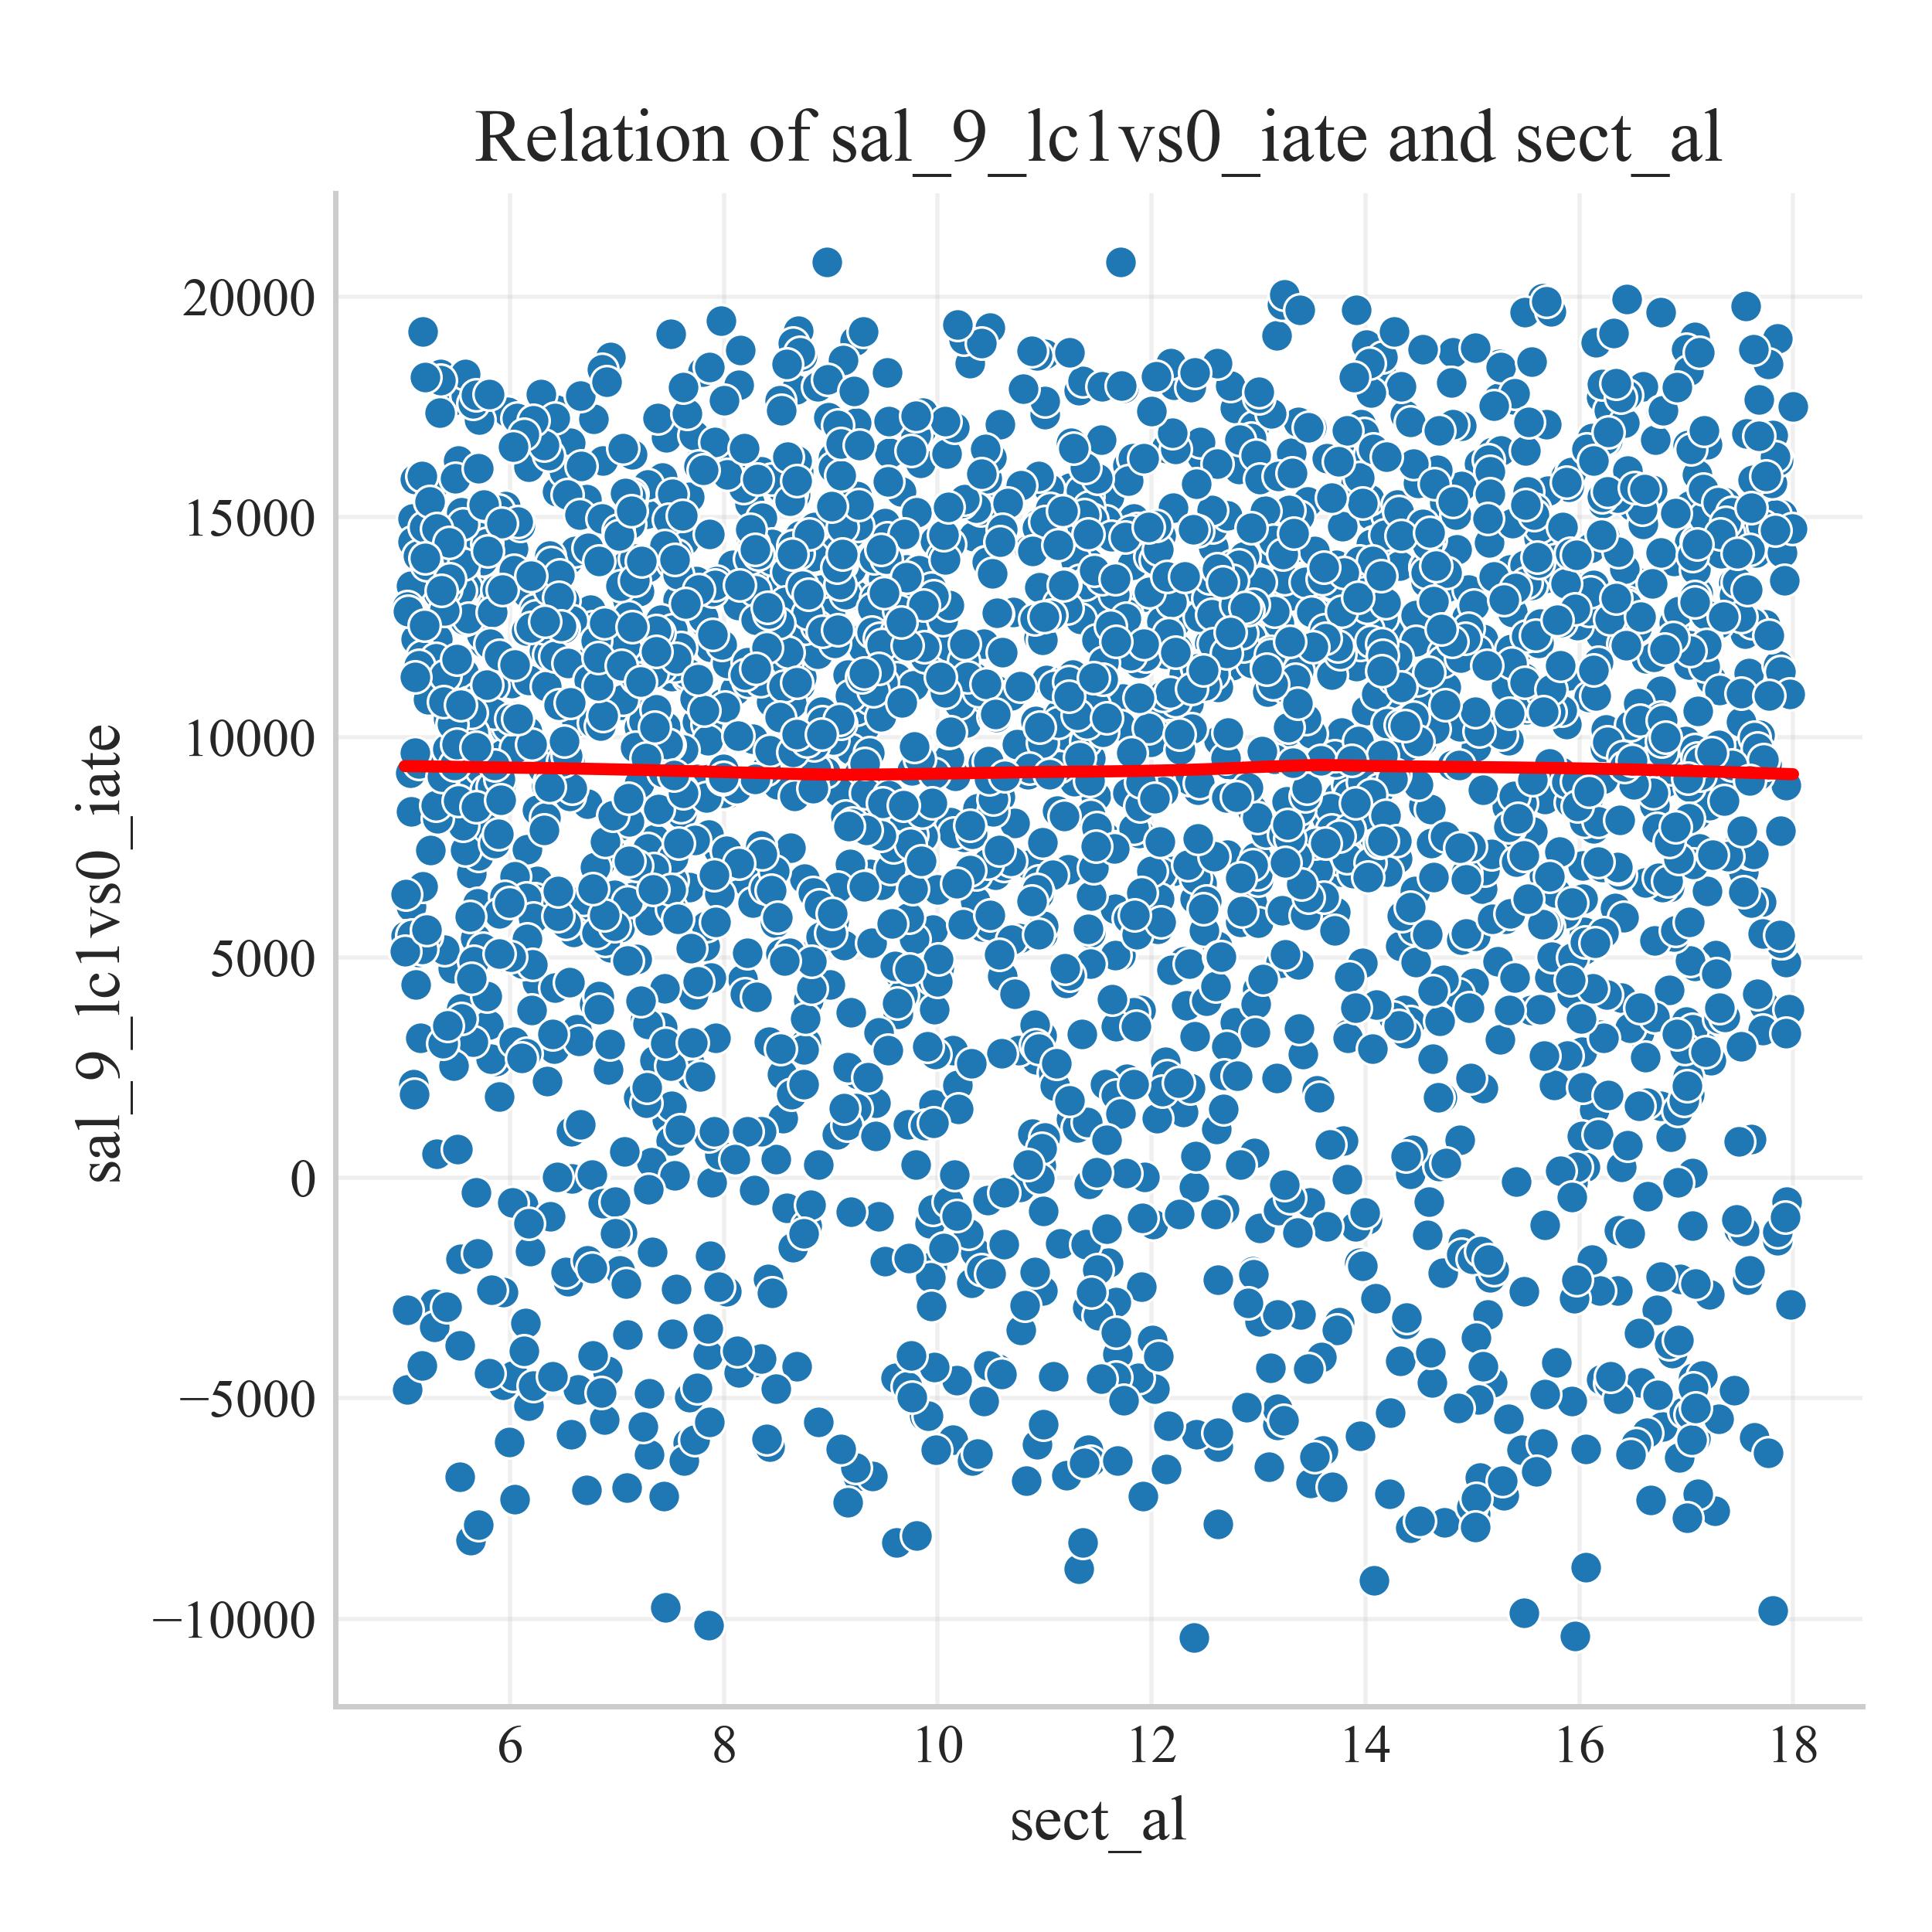 Relation of sal_9_lc1vs0_iate and sect_al
sal_9_lc1vs0_iate
20000
15000
10000
5000
0
−5000
−10000
6 8 10 12 14 16 18
sect_al